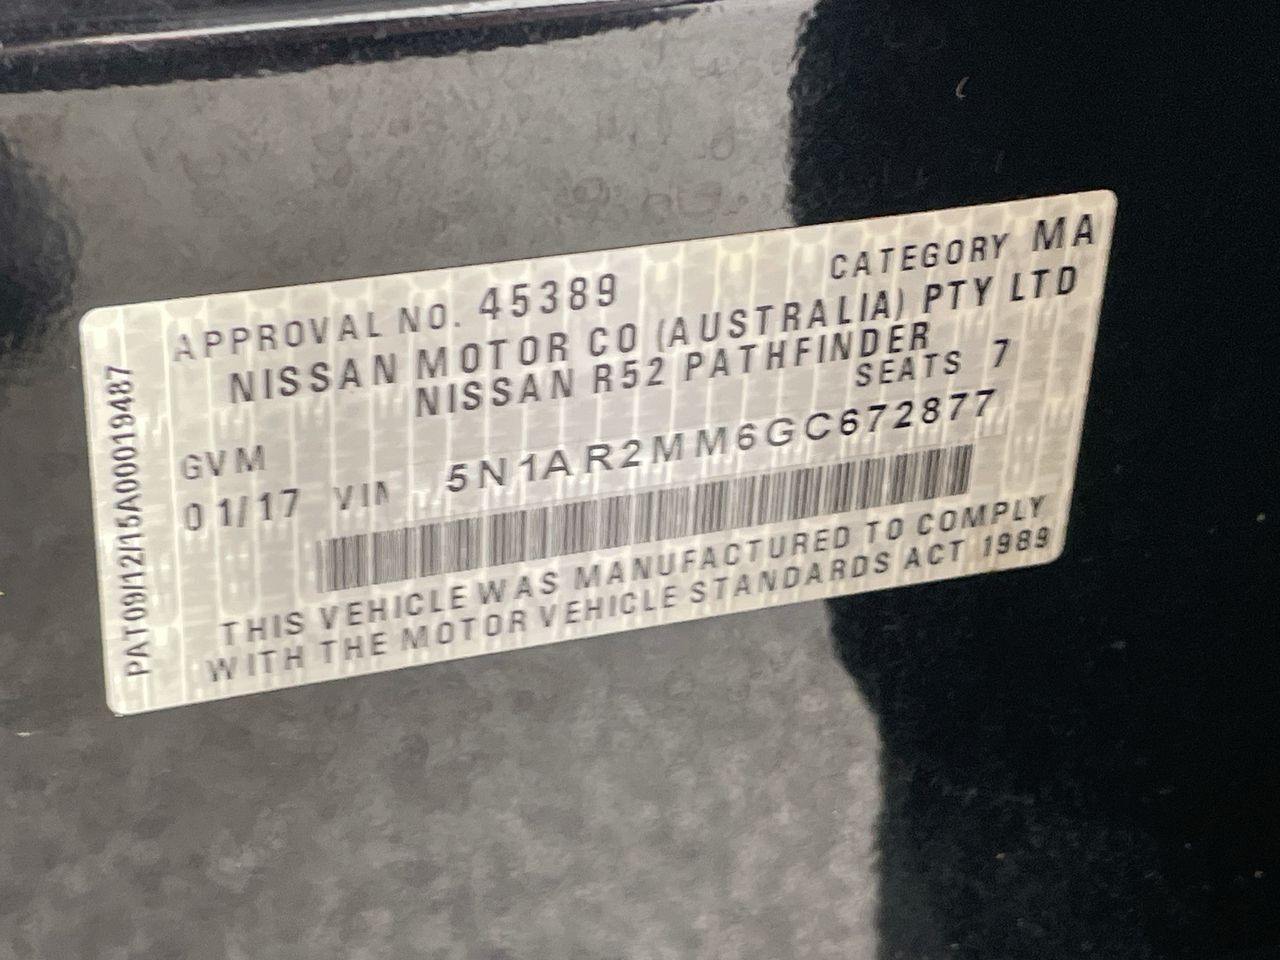 APPROVAL NO. 45389 CATEGORY MA
NISSAN MOTOR CO (AUSTRALIA) PTY LTD
NISSAN R52 PATHFINDER
SEATS 7
GVM
01/17 VIN 5N1AR2MM6GC672877
THIS VEHICLE WAS MANUFACTURED TO COMPLY
WITH THE MOTOR VEHICLE STANDARDS ACT 1989
PAT09/12/15A00019487